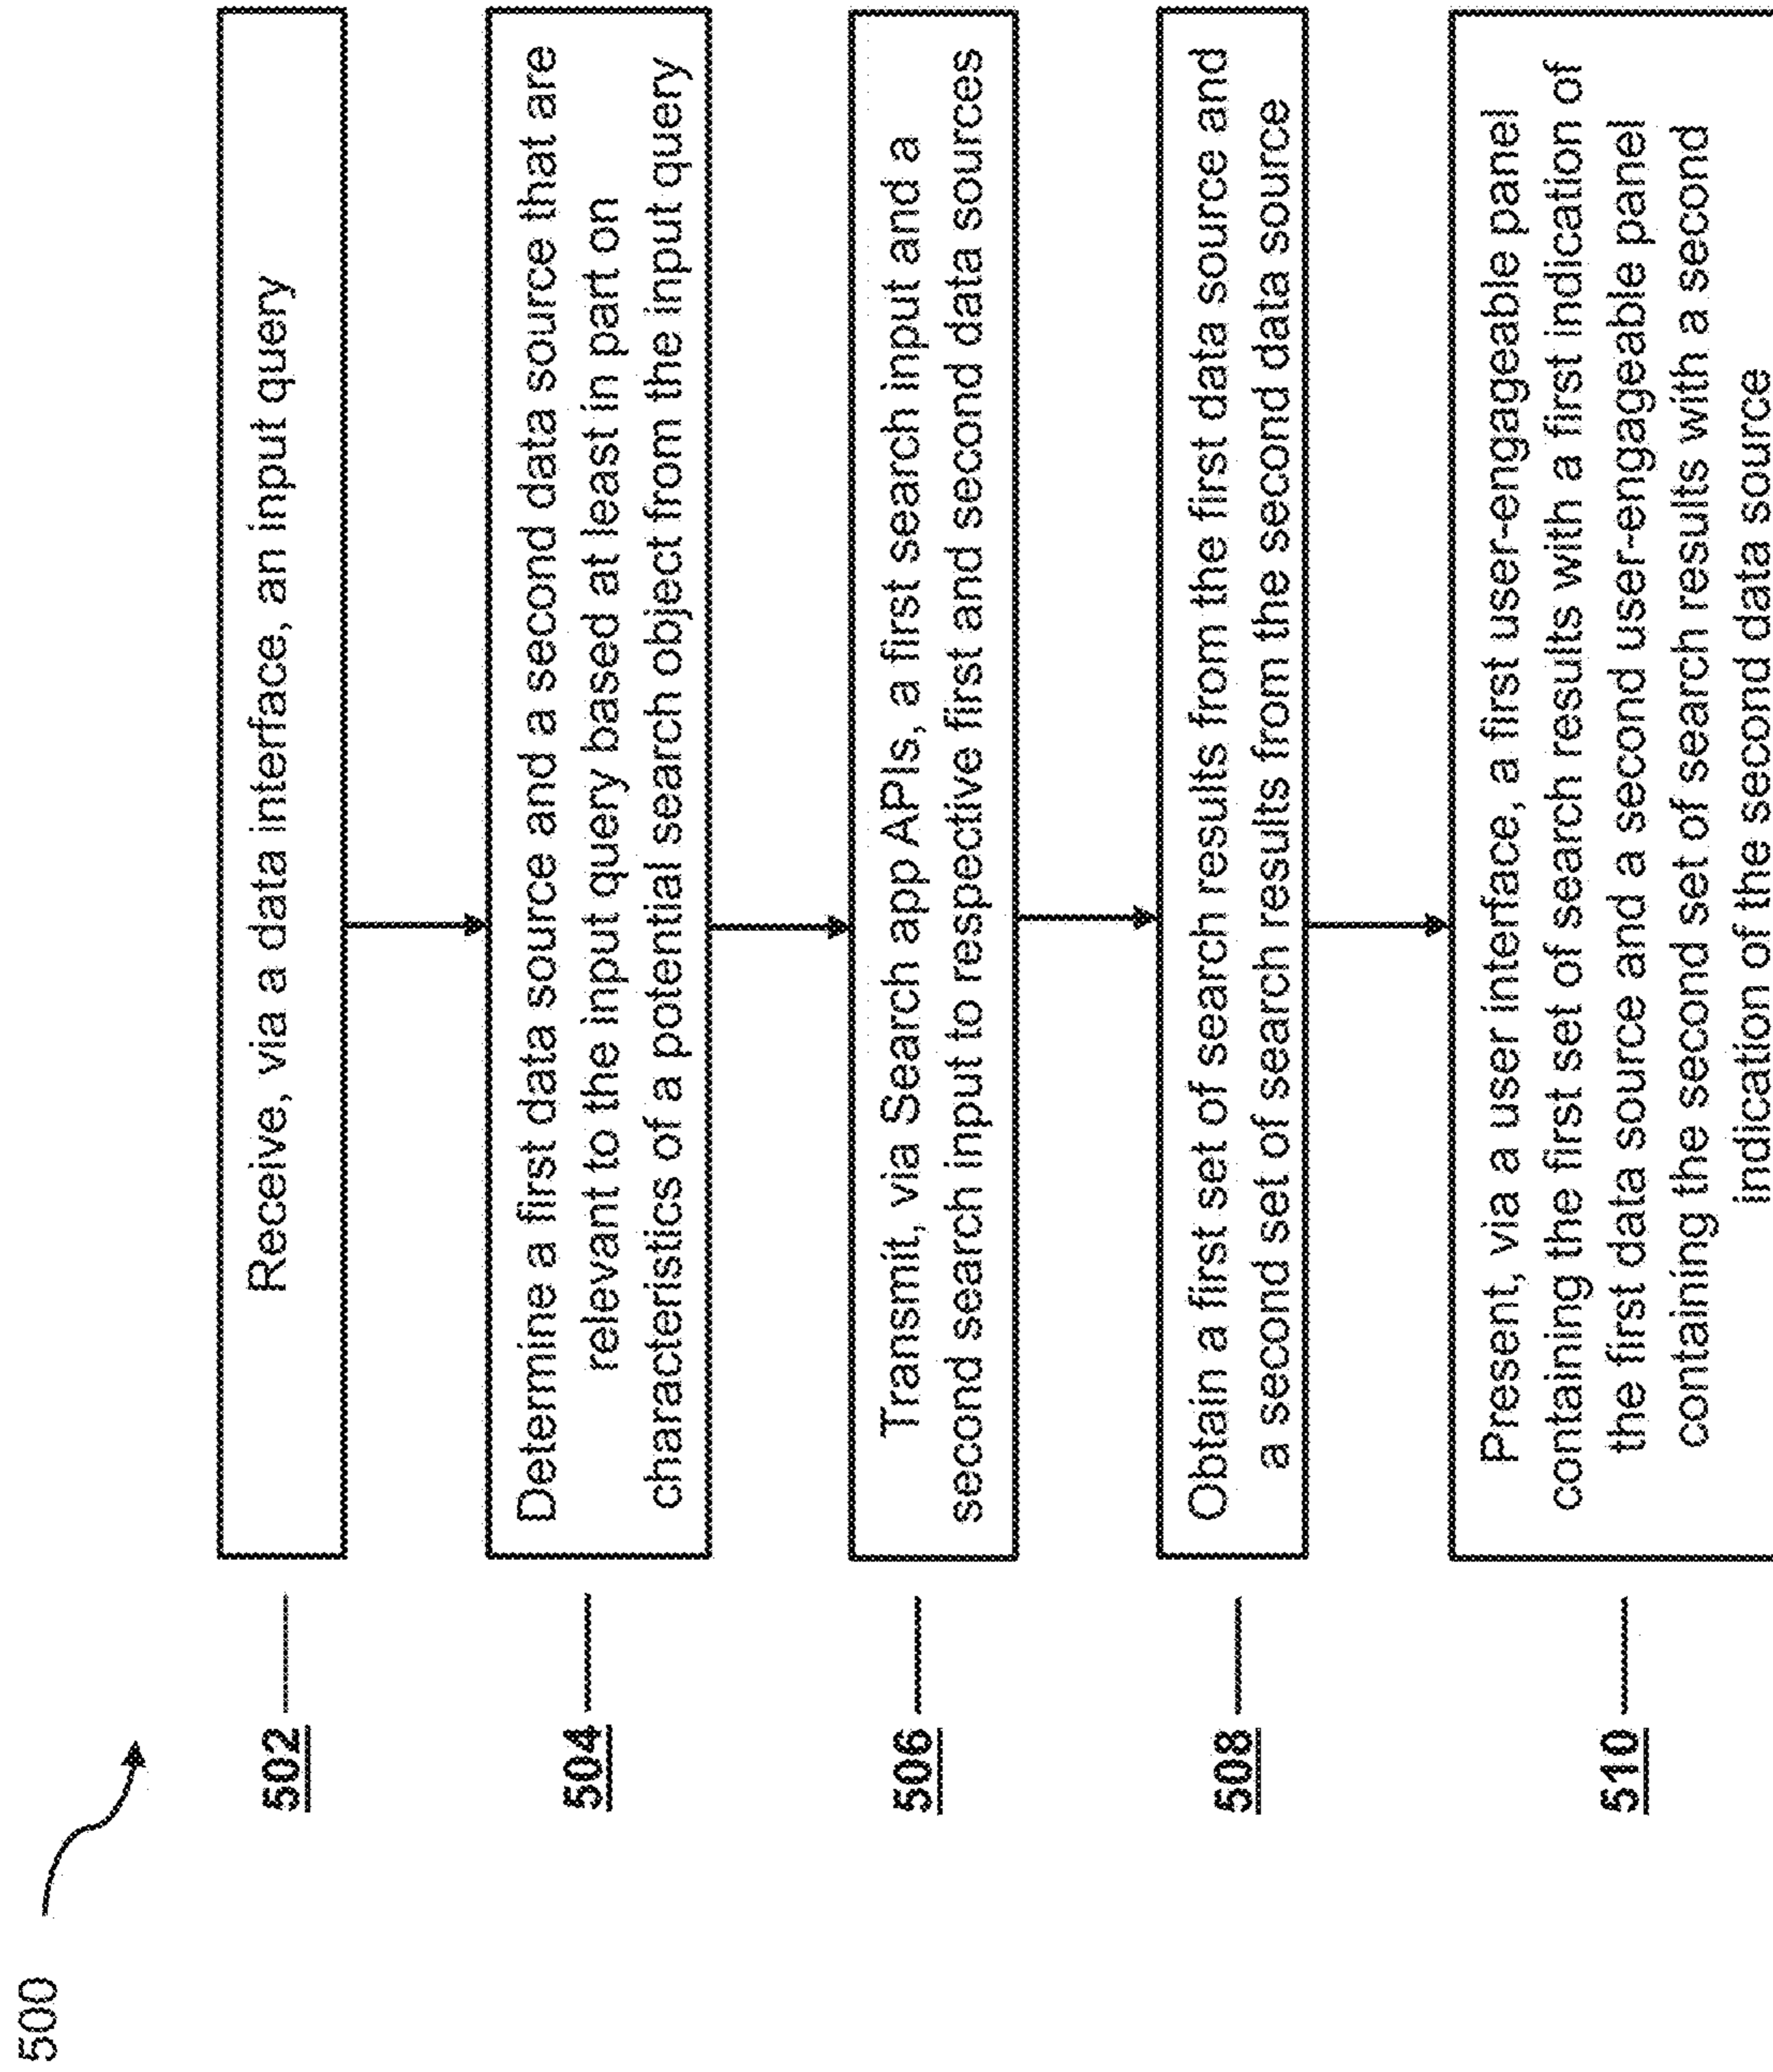 500
502
Receive, via a data interface, an input query
504
Determine a first data source and a second data source that are
relevant to the input query based at least in part on
characteristics of a potential search object from the input query
506
Transmit, via Search app APIs, a first search input and a
second search input to respective first and second data sources
508
Obtain a first set of search results from the first data source and
a second set of search results from the second data source
510
Present, via a user interface, a first user-engageable panel
containing the first set of search results with a first indication of
the first data source and a second user-engageable panel
containing the second set of search results with a second
indication of the second data source